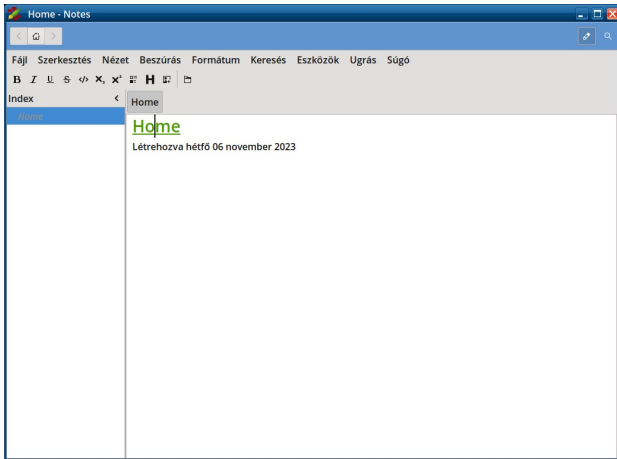 Home - Notes
Fájl Szerkesztés Nézet Beszúrás Formátum Keresés Eszközök Ugrás Súgó
B I U S </> X, X² H
Index < Home
Home
Home
Létrehozva hétfő 06 november 2023